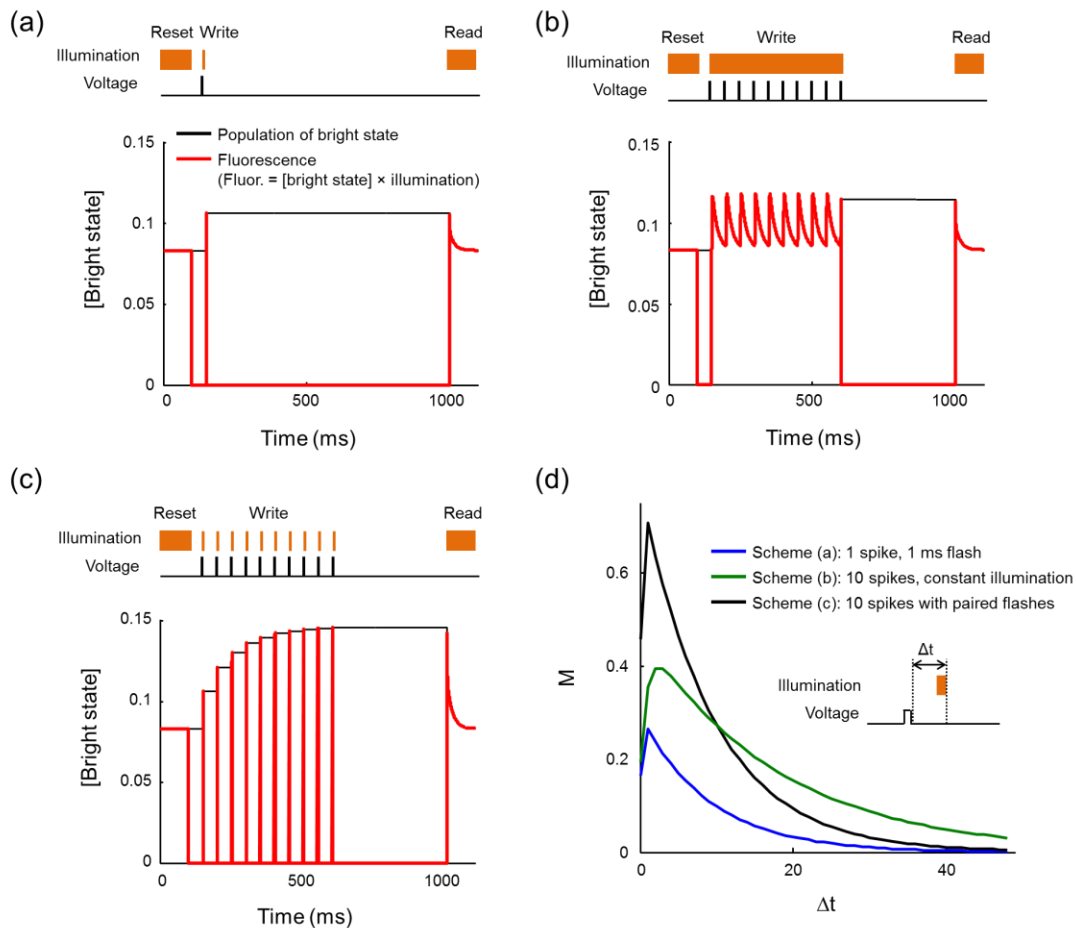 (a)
Reset Write Read
Illumination
Voltage
Population of bright state
Fluorescence
(Fluor. = [bright state] × illumination)
[Bright state]
0.15
0.1
0.05
0
0 500 1000
Time (ms)
(b)
Reset Write Read
Illumination
Voltage
[Bright state]
0.15
0.1
0.05
0
0 500 1000
Time (ms)
(c)
Reset Write Read
Illumination
Voltage
[Bright state]
0.15
0.1
0.05
0
0 500 1000
Time (ms)
(d)
Scheme (a): 1 spike, 1 ms flash
Scheme (b): 10 spikes, constant illumination
Scheme (c): 10 spikes with paired flashes
Δt
Illumination
Voltage
M
0.6
0.4
0.2
0
0 20 40
Δt